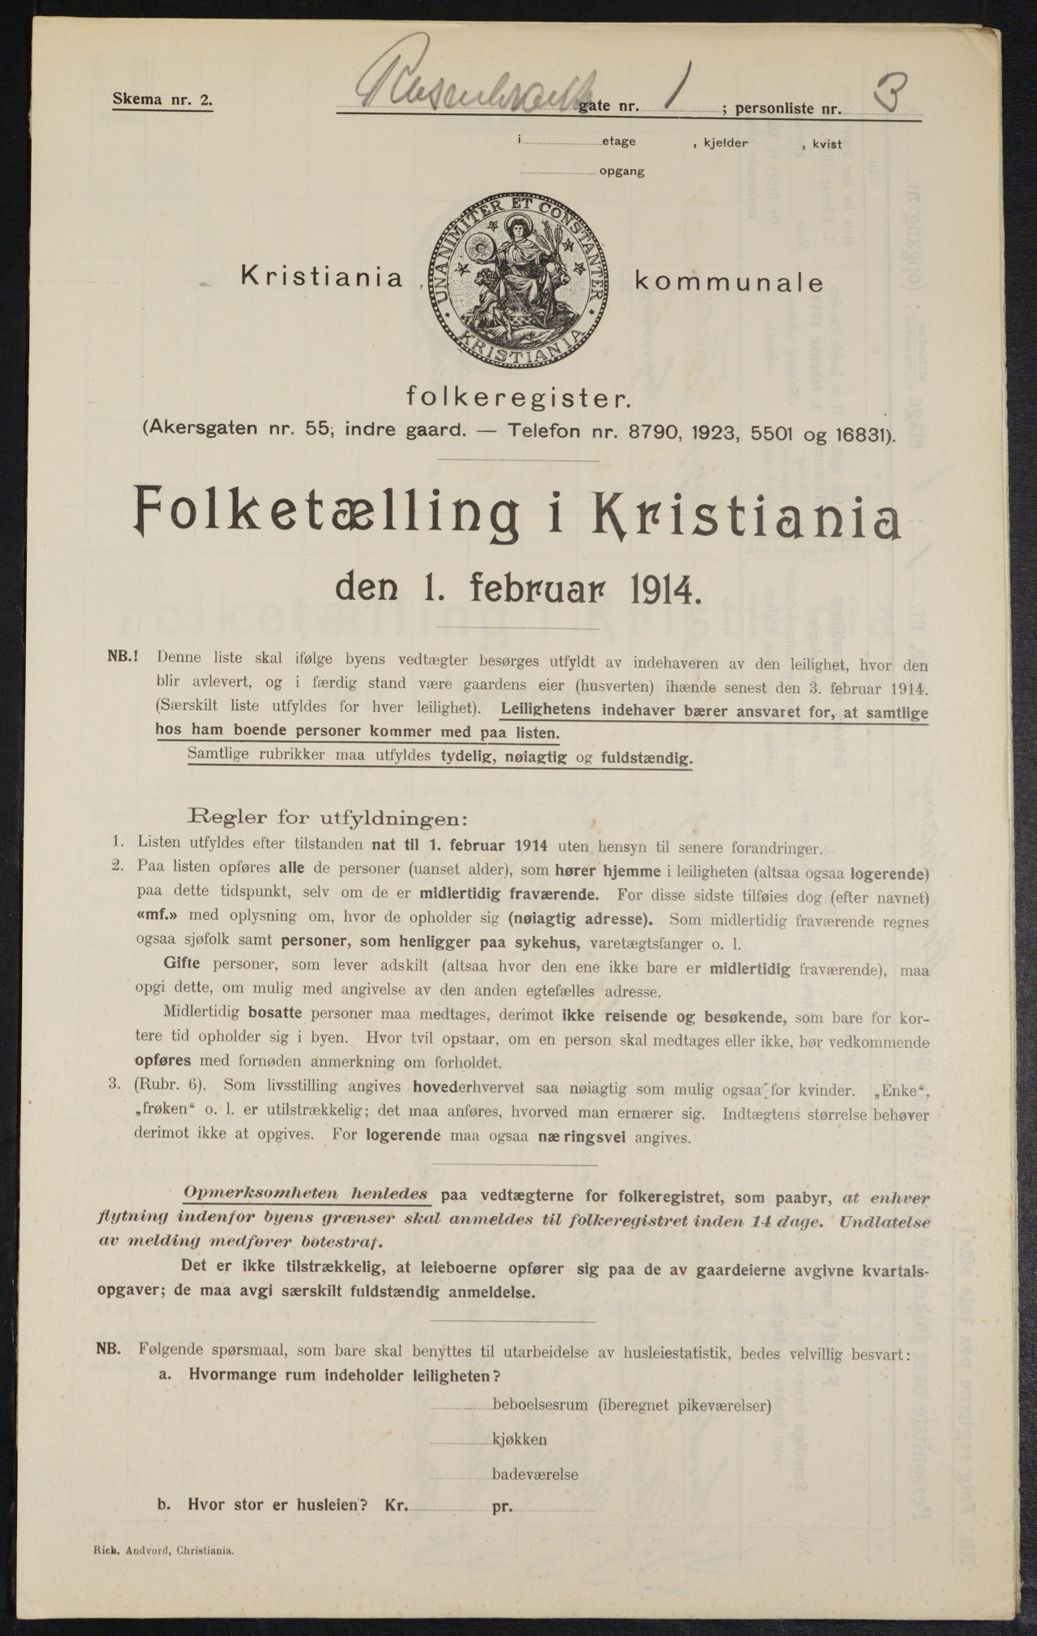 Skema nr. 2.
Rosenkrantz gate nr. 1 ; personliste nr. 3
i etage , kjelder , kvist
opgang
UNANIMITER ET CONSTANTER
KRISTIANIA
Kristiania kommunale
folkeregister.
(Akersgaten nr. 55, indre gaard. — Telefon nr. 8790, 1923, 5501 og 16831).
Folketælling i Kristiania
den 1. februar 1914.
NB.! Denne liste skal ifølge byens vedtægter besørges utfyldt av indehaveren av den leilighet, hvor den
blir avlevert, og i færdig stand være gaardens eier (husverten) ihænde senest den 3. februar 1914.
(Særskilt liste utfyldes for hver leilighet). Leilighetens indehaver bærer ansvaret for, at samtlige
hos ham boende personer kommer med paa listen.
Samtlige rubrikker maa utfyldes tydelig, nøiagtig og fuldstændig.
Regler for utfyldningen:
1. Listen utfyldes efter tilstanden nat til 1. februar 1914 uten hensyn til senere forandringer.
2. Paa listen opføres alle de personer (uanset alder), som hører hjemme i leiligheten (altsaa ogsaa logerende)
paa dette tidspunkt, selv om de er midlertidig fraværende. For disse sidste tilføies dog (efter navnet)
«mf.» med oplysning om, hvor de opholder sig (nøiagtig adresse). Som midlertidig fraværende regnes
ogsaa sjøfolk samt personer, som henligger paa sykehus, varetægtsfanger o. l.
Gifte personer, som lever adskilt (altsaa hvor den ene ikke bare er midlertidig fraværende), maa
opgi dette, om mulig med angivelse av den anden egtefælles adresse.
Midlertidig bosatte personer maa medtages, derimot ikke reisende og besøkende, som bare for kor-
tere tid opholder sig i byen. Hvor tvil opstaar, om en person skal medtages eller ikke, bør vedkommende
opføres med fornøden anmerkning om forholdet.
3. (Rubr. 6). Som livsstilling angives hovederhvervet saa nøiagtig som mulig ogsaa for kvinder. „Enke“,
„frøken“ o. l. er utilstrækkelig; det maa anføres, hvorved man ernærer sig. Indtægtens størrelse behøver
derimot ikke at opgives. For logerende maa ogsaa næringsvei angives.
Opmerksomheten henledes paa vedtægterne for folkeregistret, som paabyr, at enhver
flytning indenfor byens grænser skal anmeldes til folkeregistret inden 14 dage. Undlatelse
av melding medfører bøtestraf.
Det er ikke tilstrækkelig, at leieboerne opfører sig paa de av gaardeierne avgivne kvartals-
opgaver; de maa avgi særskilt fuldstændig anmeldelse.
NB. Følgende spørsmaal, som bare skal benyttes til utarbeidelse av husleiestatistik, bedes velvillig besvart:
a. Hvormange rum indeholder leiligheten?
beboelsesrum (iberegnet pikeværelser)
kjøkken
badeværelse
b. Hvor stor er husleien? Kr. pr.
Rich. Andvord, Christiania.